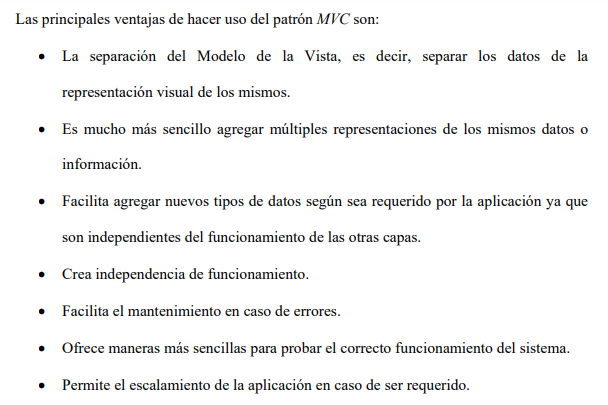 Las principales ventajas de hacer uso del patrón MVC son:
• La separación del Modelo de la Vista, es decir, separar los datos de la
representación visual de los mismos.
• Es mucho más sencillo agregar múltiples representaciones de los mismos datos o
información.
• Facilita agregar nuevos tipos de datos según sea requerido por la aplicación ya que
son independientes del funcionamiento de las otras capas.
• Crea independencia de funcionamiento.
• Facilita el mantenimiento en caso de errores.
• Ofrece maneras más sencillas para probar el correcto funcionamiento del sistema.
• Permite el escalamiento de la aplicación en caso de ser requerido.